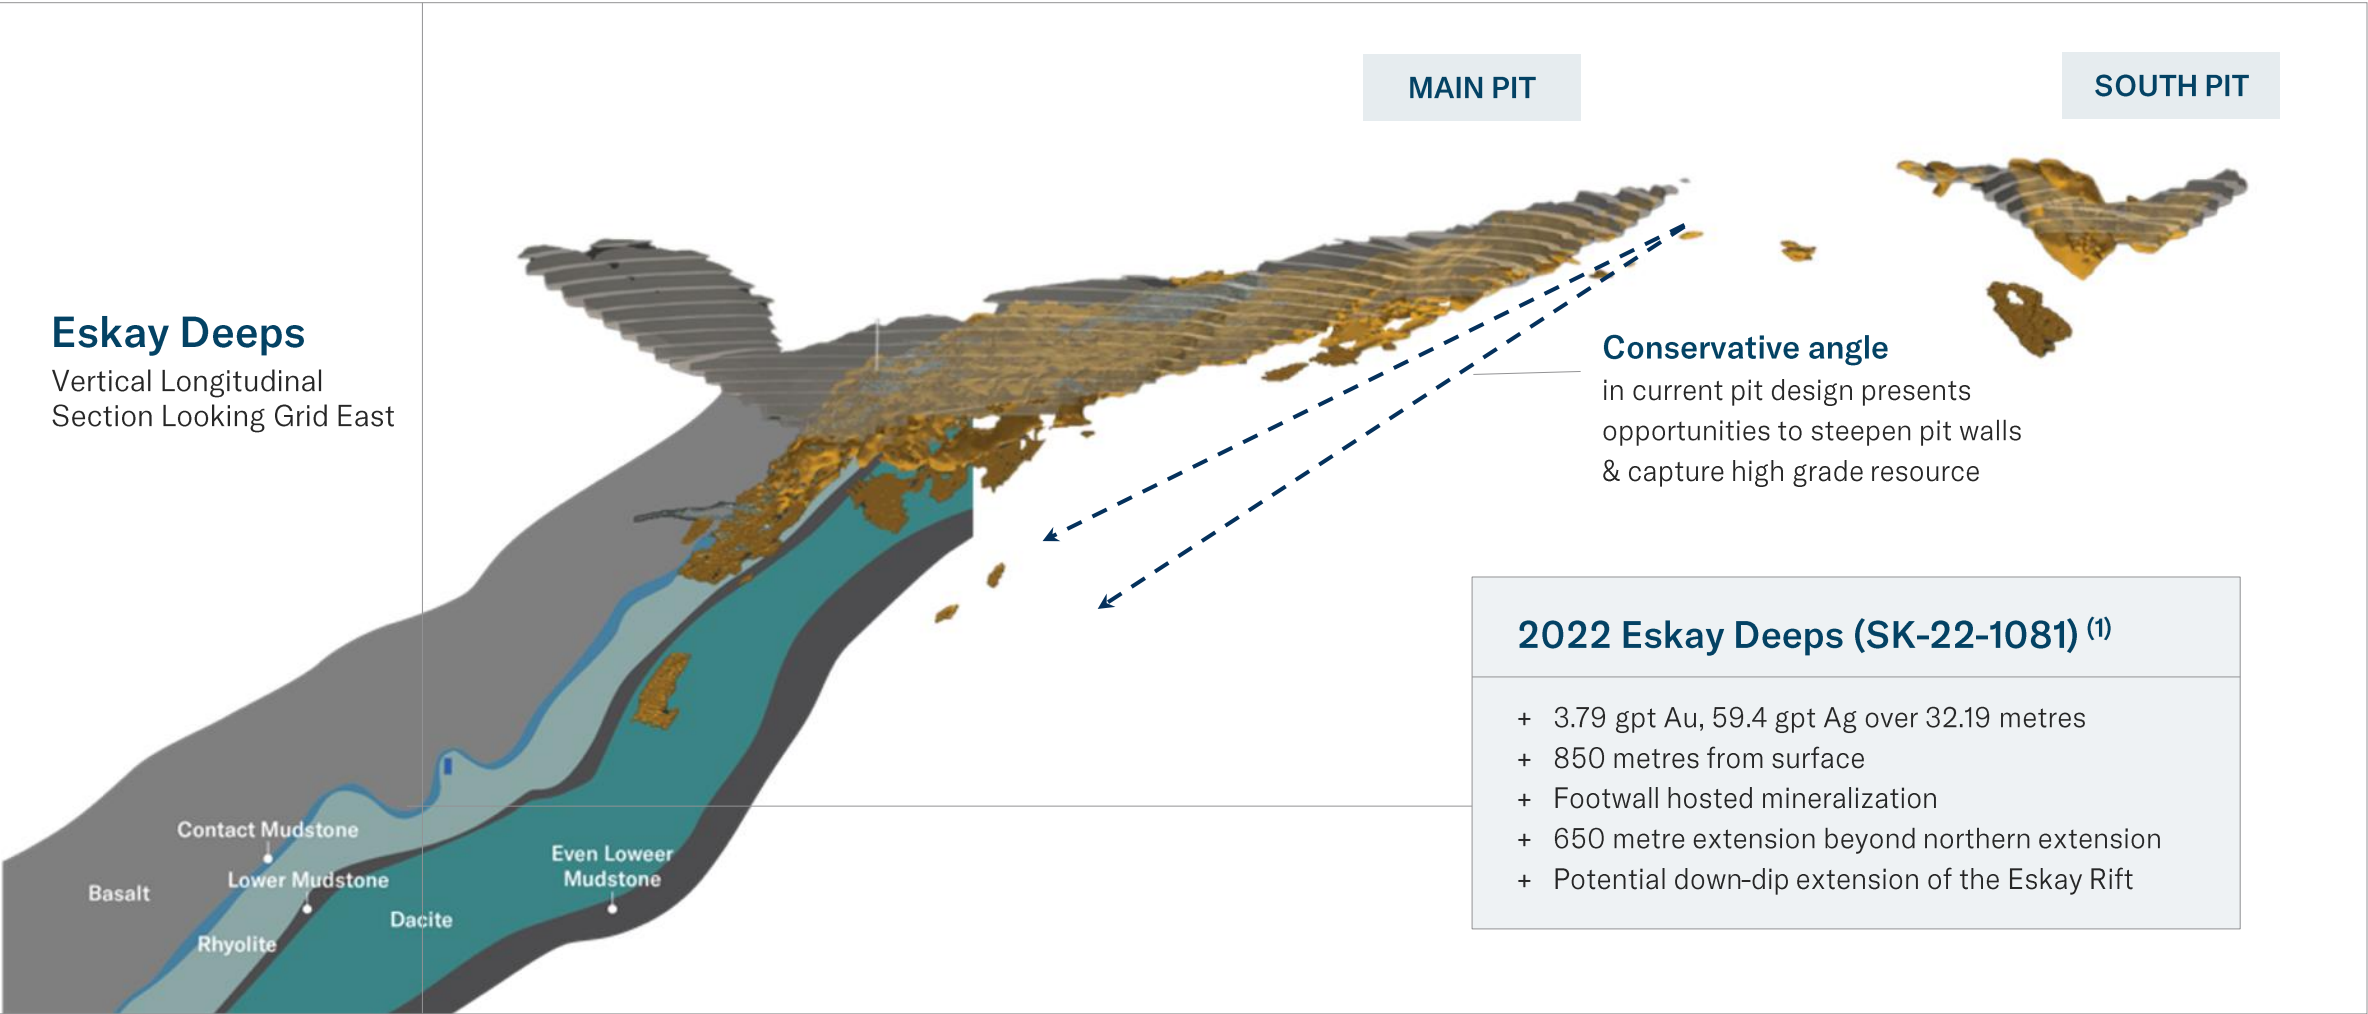 MAIN PIT
SOUTH PIT
Eskay Deeps
Vertical Longitudinal
Section Looking Grid East
Conservative angle
in current pit design presents
opportunities to steepen pit walls
& capture high grade resource
2022 Eskay Deeps (SK-22-1081) (1)
+ 3.79 gpt Au, 59.4 gpt Ag over 32.19 metres
+ 850 metres from surface
+ Footwall hosted mineralization
+ 650 metre extension beyond northern extension
+ Potential down-dip extension of the Eskay Rift
Contact Mudstone
Basalt
Lower Mudstone
Rhyolite
Dacite
Even Loweer
Mudstone